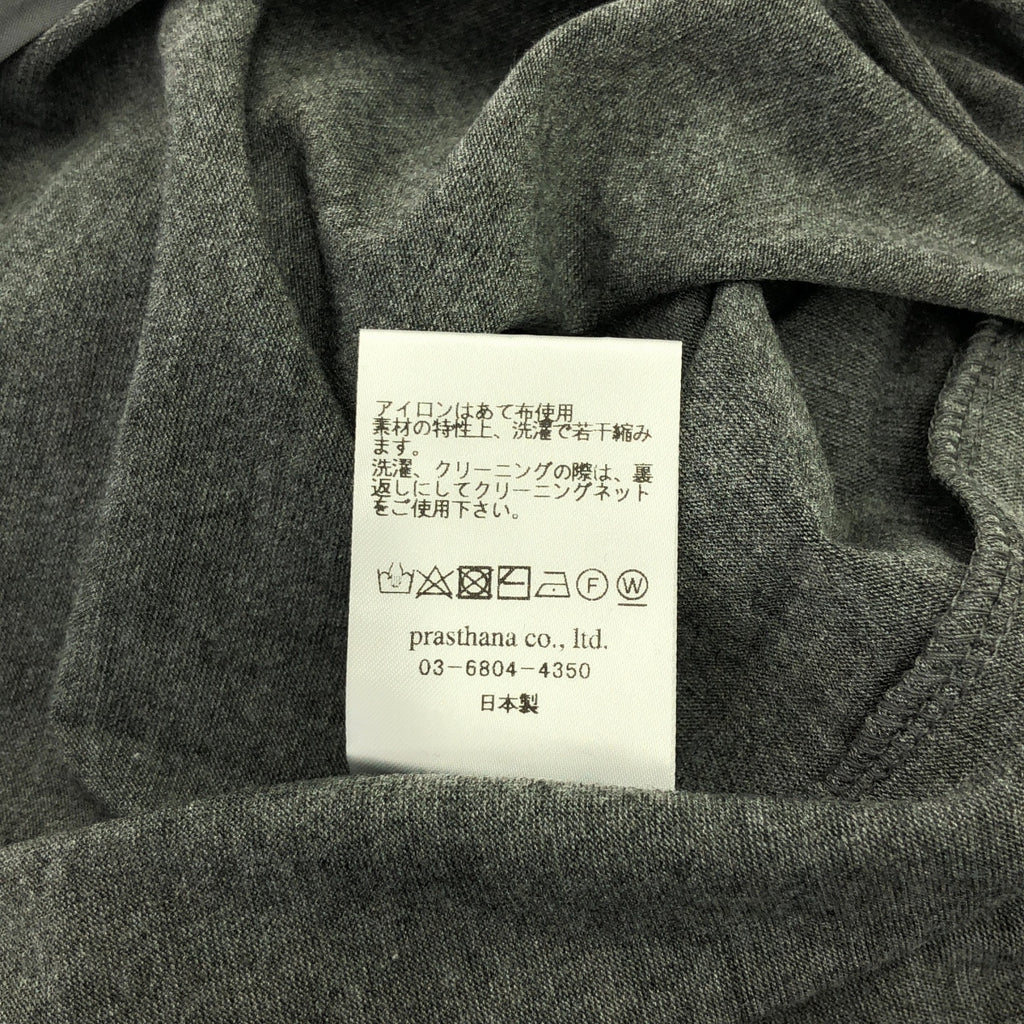 アイロンはあて布使用
素材の特性上、洗濯で若干縮み
ます。
洗濯、クリーニングの際は、裏
返しにしてクリーニングネット
をご使用下さい。
F W
prasthana co., ltd.
03-6804-4350
日本製